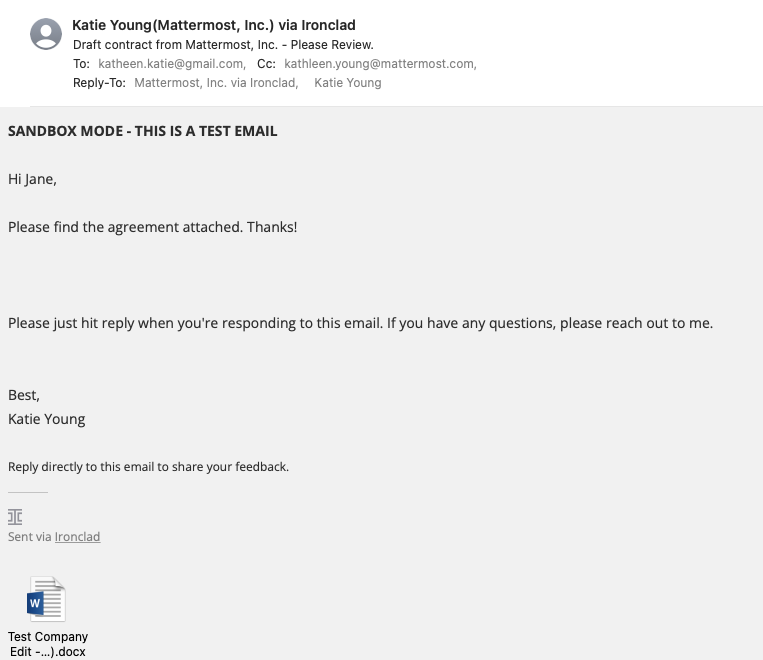 Katie Young(Mattermost, Inc.) via Ironclad
Draft contract from Mattermost, Inc. - Please Review.
To: katheen.katie@gmail.com, Cc: kathleen.young@mattermost.com,
Reply-To: Mattermost, Inc. via Ironclad, Katie Young
SANDBOX MODE - THIS IS A TEST EMAIL
Hi Jane,
Please find the agreement attached. Thanks!
Please just hit reply when you're responding to this email. If you have any questions, please reach out to me.
Best,
Katie Young
Reply directly to this email to share your feedback.
Sent via Ironclad
W
Test Company
Edit -...).docx